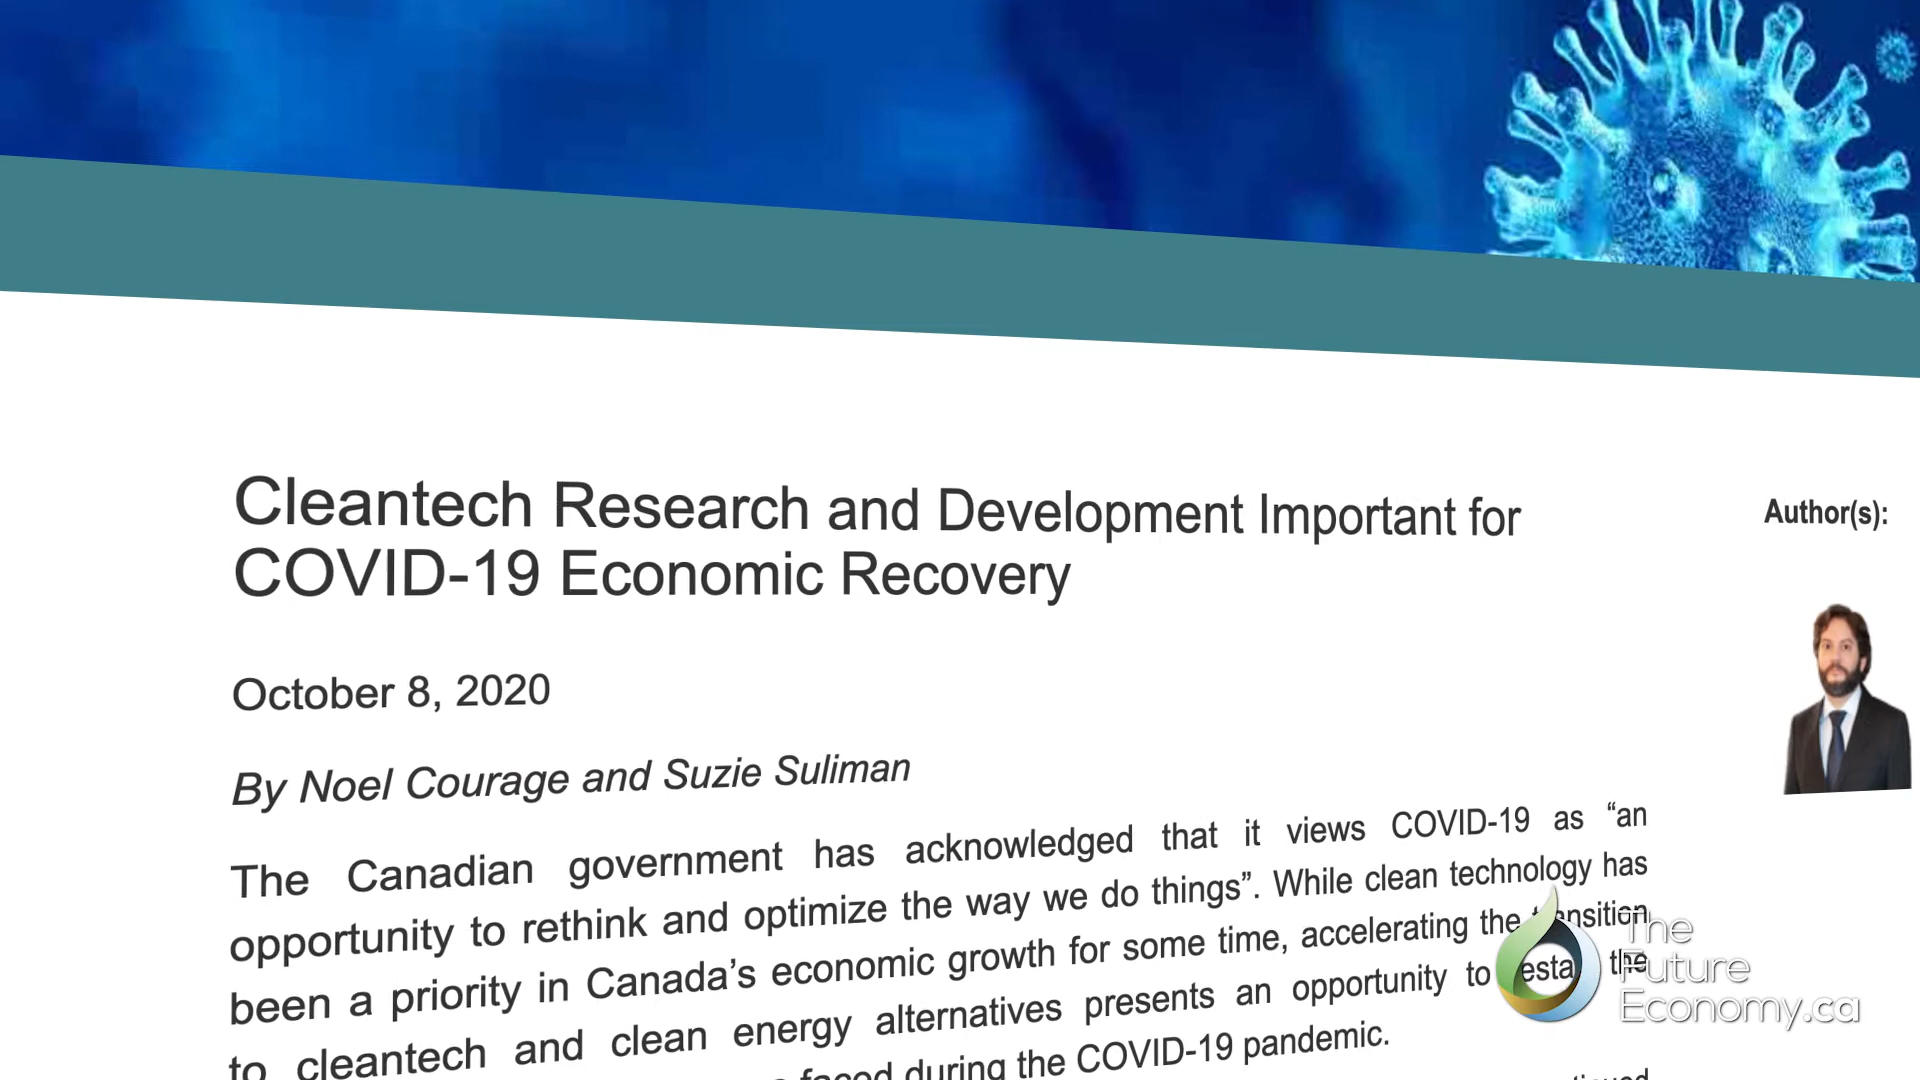 Cleantech Research and Development Important for
COVID-19 Economic Recovery
Author(s):
October 8, 2020
By Noel Courage and Suzie Suliman
The Canadian government has acknowledged that it views COVID-19 as “an
opportunity to rethink and optimize the way we do things”. While clean technology has
been a priority in Canada’s economic growth for some time, accelerating the
to cleantech and clean energy alternatives presents an opportunity to the
faced during the COVID-19 pandemic.
The
Future
Economy.ca